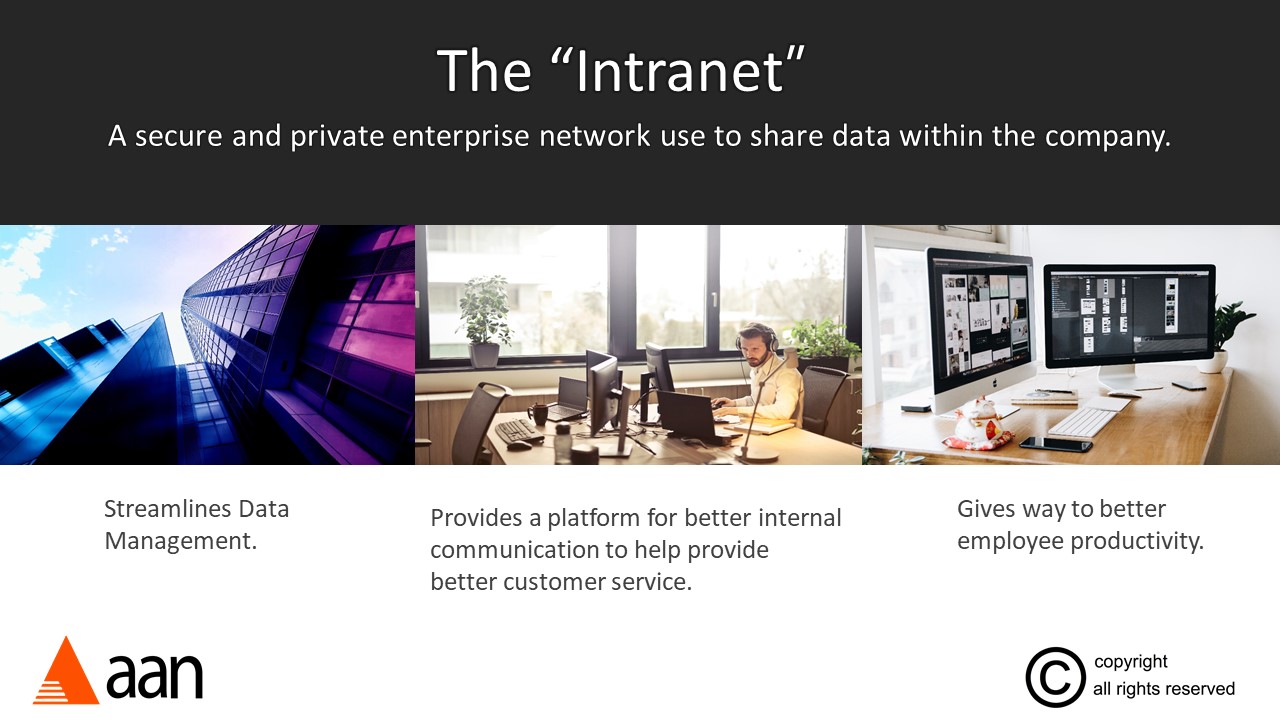 The “Intranet”
A secure and private enterprise network use to share data within the company.
Streamlines Data
Management.
Provides a platform for better internal
communication to help provide
better customer service.
Gives way to better
employee productivity.
aan
©
copyright
all rights reserved